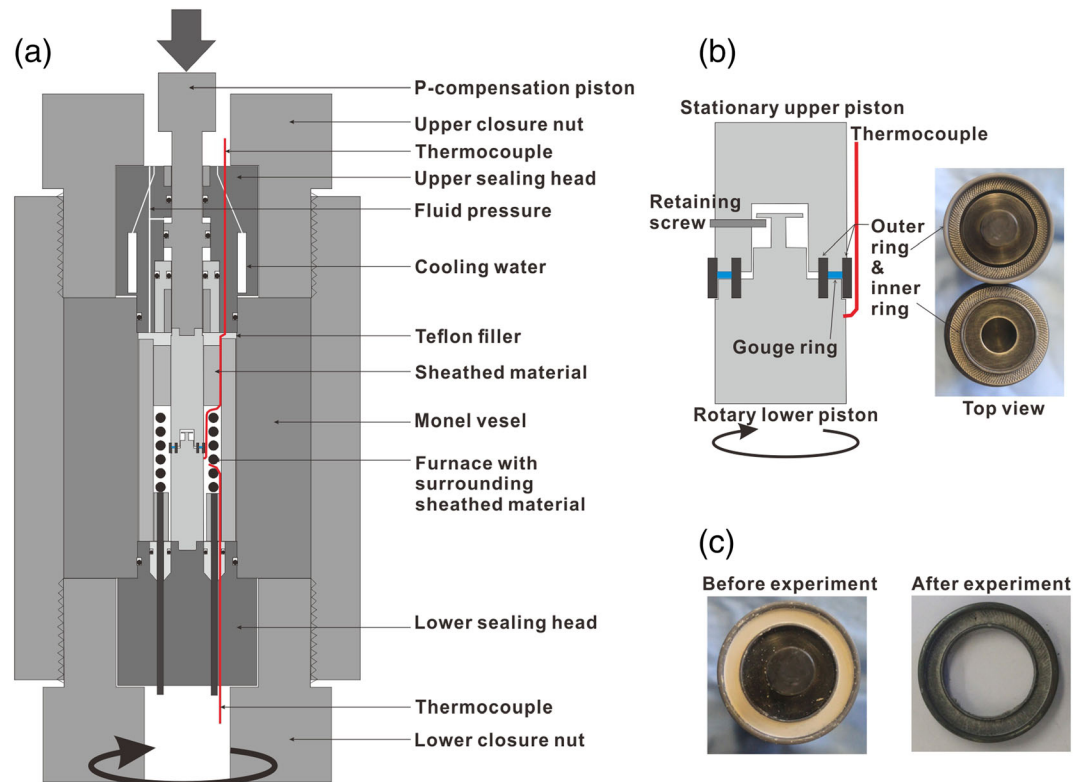 (a)
P-compensation piston
Upper closure nut
Thermocouple
Upper sealing head
Fluid pressure
Cooling water
Teflon filler
Sheathed material
Monel vesel
Furnace with
surrounding
sheathed material
Lower sealing head
Thermocouple
Lower closure nut
(b)
Stationary upper piston
Thermocouple
Retaining
screw
Outer
ring
&
inner
ring
Gouge ring
Rotary lower piston
Top view
(c)
Before experiment
After experiment